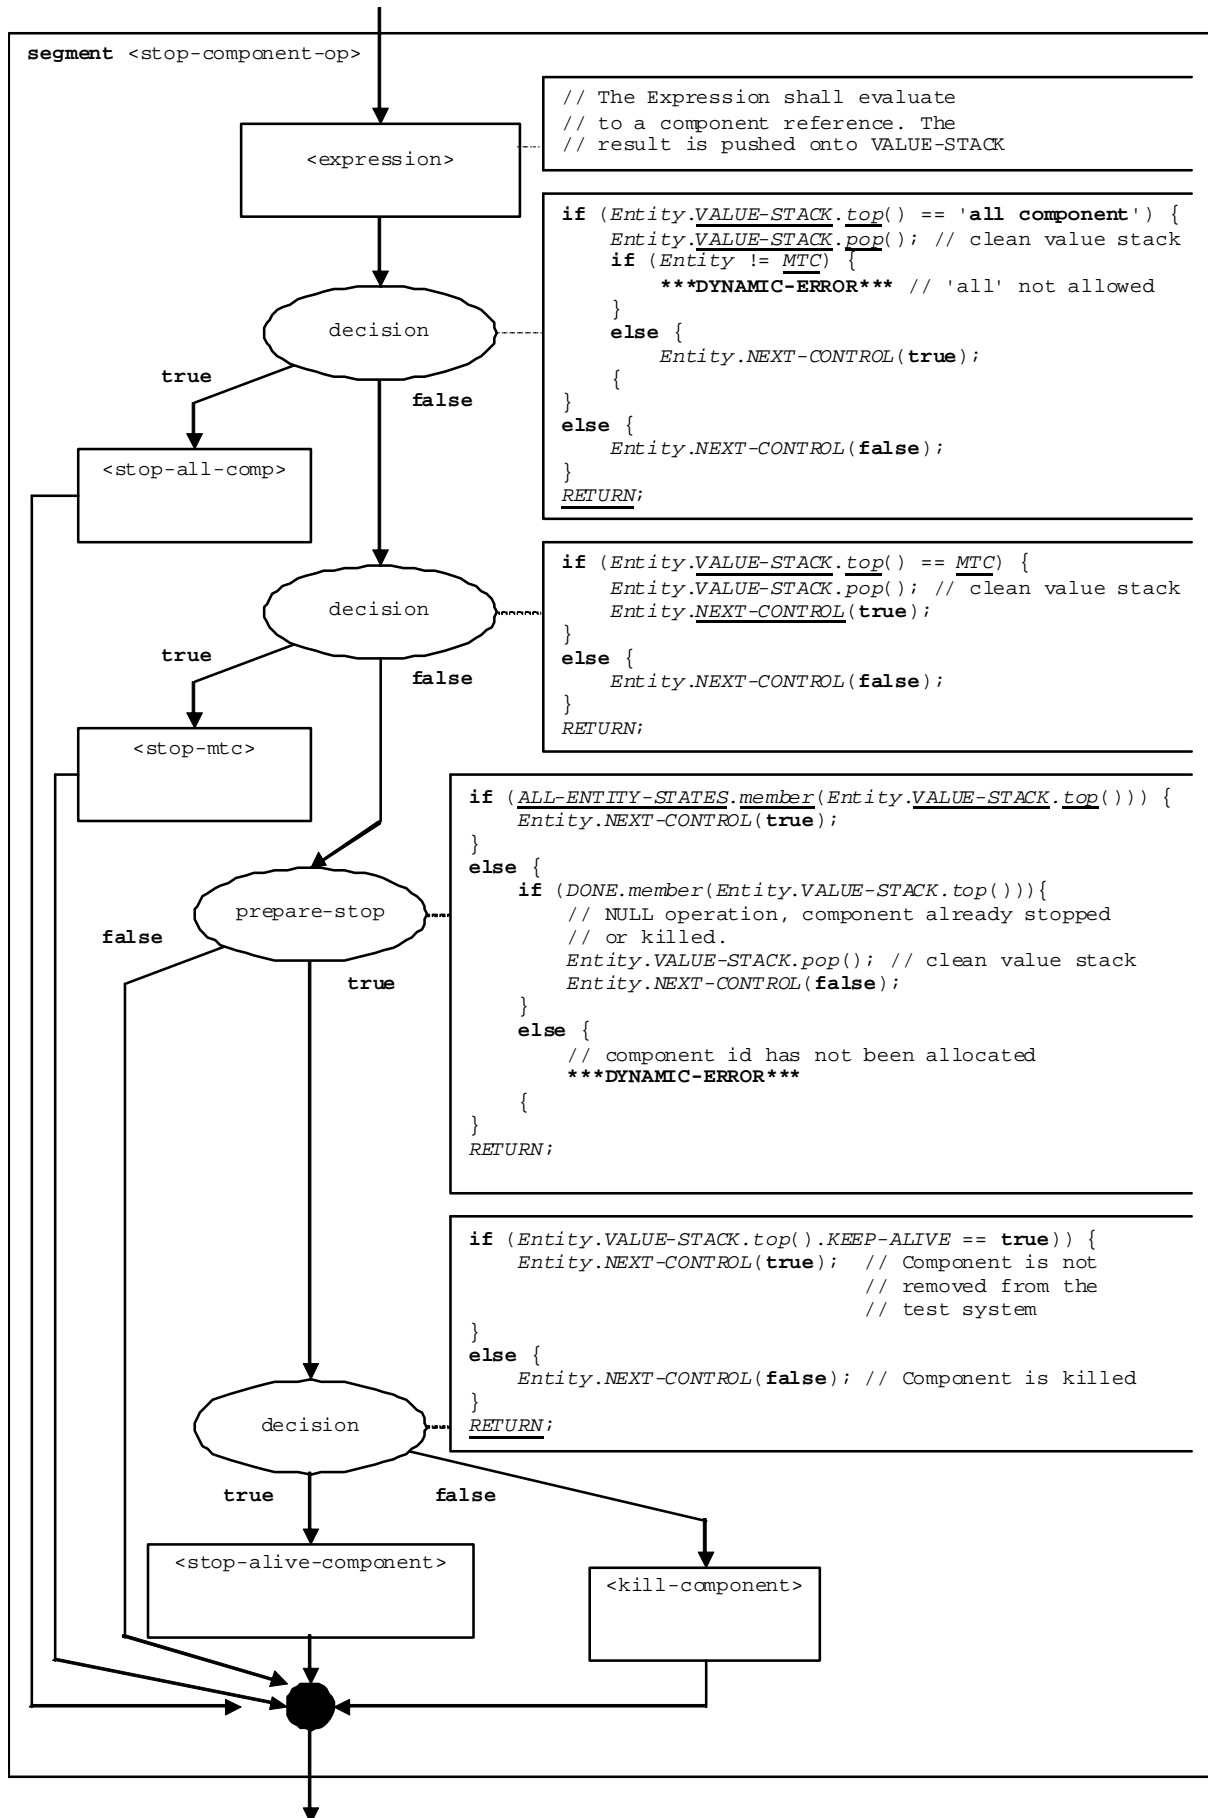 segment <stop-component-op>
// The Expression shall evaluate
// to a component reference. The
// result is pushed onto VALUE-STACK
<expression>
if (Entity.VALUE-STACK.top() == 'all component') {
Entity.VALUE-STACK.pop(); // clean value stack
if (Entity != MTC) {
***DYNAMIC-ERROR*** // 'all' not allowed
}
else {
Entity.NEXT-CONTROL(true);
{
}
else {
Entity.NEXT-CONTROL(false);
}
RETURN;
decision
true
false
<stop-all-comp>
if (Entity.VALUE-STACK.top() == MTC) {
Entity.VALUE-STACK.pop(); // clean value stack
Entity.NEXT-CONTROL(true);
}
else {
Entity.NEXT-CONTROL(false);
}
RETURN;
decision
true
false
<stop-mtc>
if (ALL-ENTITY-STATES.member(Entity.VALUE-STACK.top())) {
Entity.NEXT-CONTROL(true);
}
else {
if (DONE.member(Entity.VALUE-STACK.top())){
// NULL operation, component already stopped
// or killed.
Entity.VALUE-STACK.pop(); // clean value stack
Entity.NEXT-CONTROL(false);
}
else {
// component id has not been allocated
***DYNAMIC-ERROR***
{
}
RETURN;
prepare-stop
false
true
if (Entity.VALUE-STACK.top().KEEP-ALIVE == true)) {
Entity.NEXT-CONTROL(true); // Component is not
// removed from the
// test system
}
else {
Entity.NEXT-CONTROL(false); // Component is killed
}
RETURN;
decision
true
false
<stop-alive-component>
<kill-component>